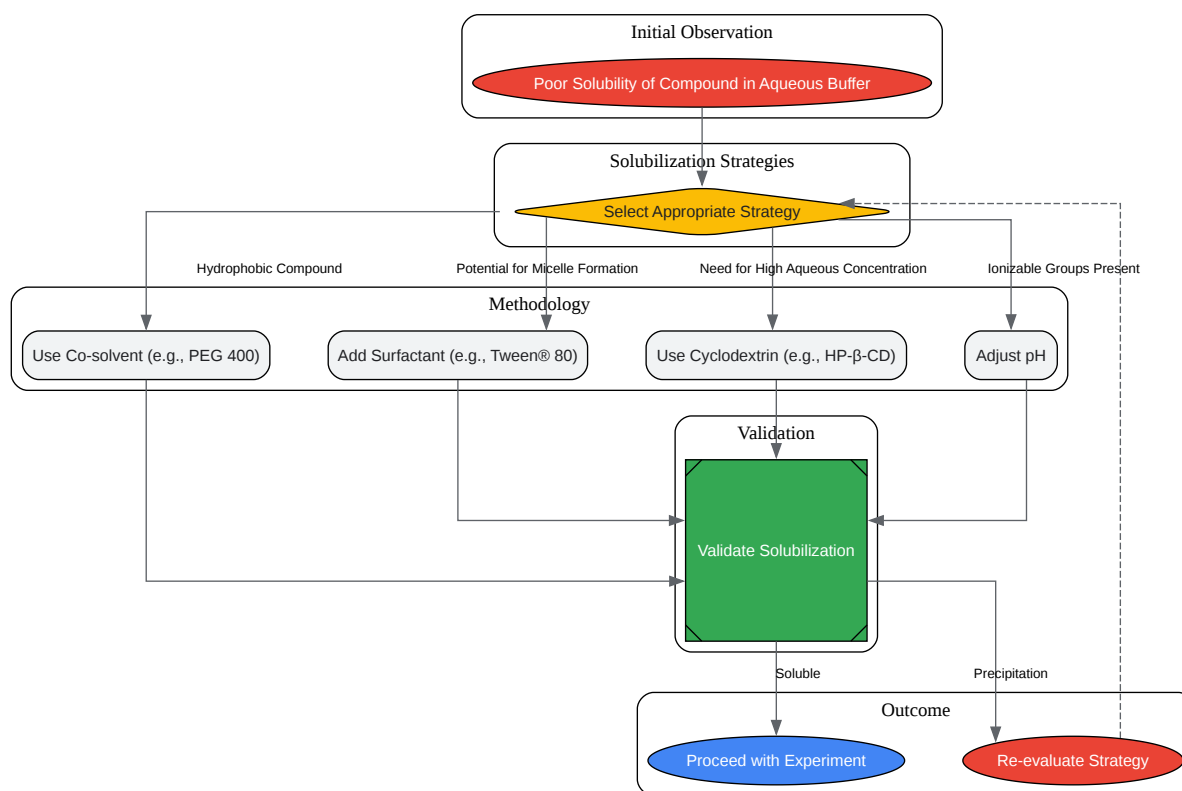 Initial Observation
Poor Solubility of Compound in Aqueous Buffer
Solubilization Strategies
Select Appropriate Strategy
Hydrophobic Compound
Potential for Micelle Formation
Need for High Aqueous Concentration
Ionizable Groups Present
Methodology
Use Co-solvent (e.g., PEG 400)
Add Surfactant (e.g., Tween® 80)
Use Cyclodextrin (e.g., HP-β-CD)
Adjust pH
Validation
Validate Solubilization
Soluble
Precipitation
Outcome
Proceed with Experiment
Re-evaluate Strategy